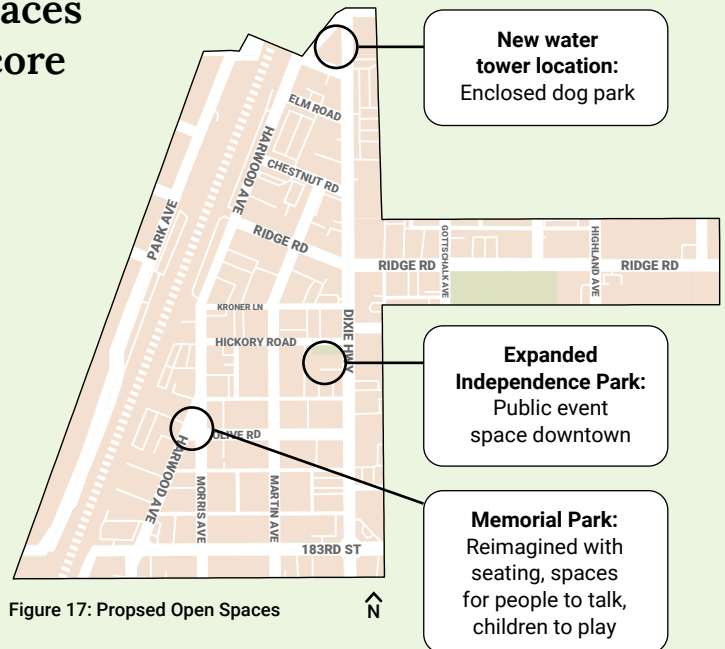 aces
core
New water
tower location:
Enclosed dog park
ELM ROAD
HARWOOD AVE
CHESTNUT RD
PARK AVE
RIDGE RD
GOTTSCHALK AVE
HIGHLAND AVE
RIDGE RD
RIDGE RD
KRONER LN
DIXIE HWY
HICKORY ROAD
Expanded
Independence Park:
Public event
space downtown
OLIVE RD
HARWOOD AVE
MORRIS AVE
MARTIN AVE
Memorial Park:
Reimagined with
seating, spaces
for people to talk,
children to play
183RD ST
Figure 17: Propsed Open Spaces
N